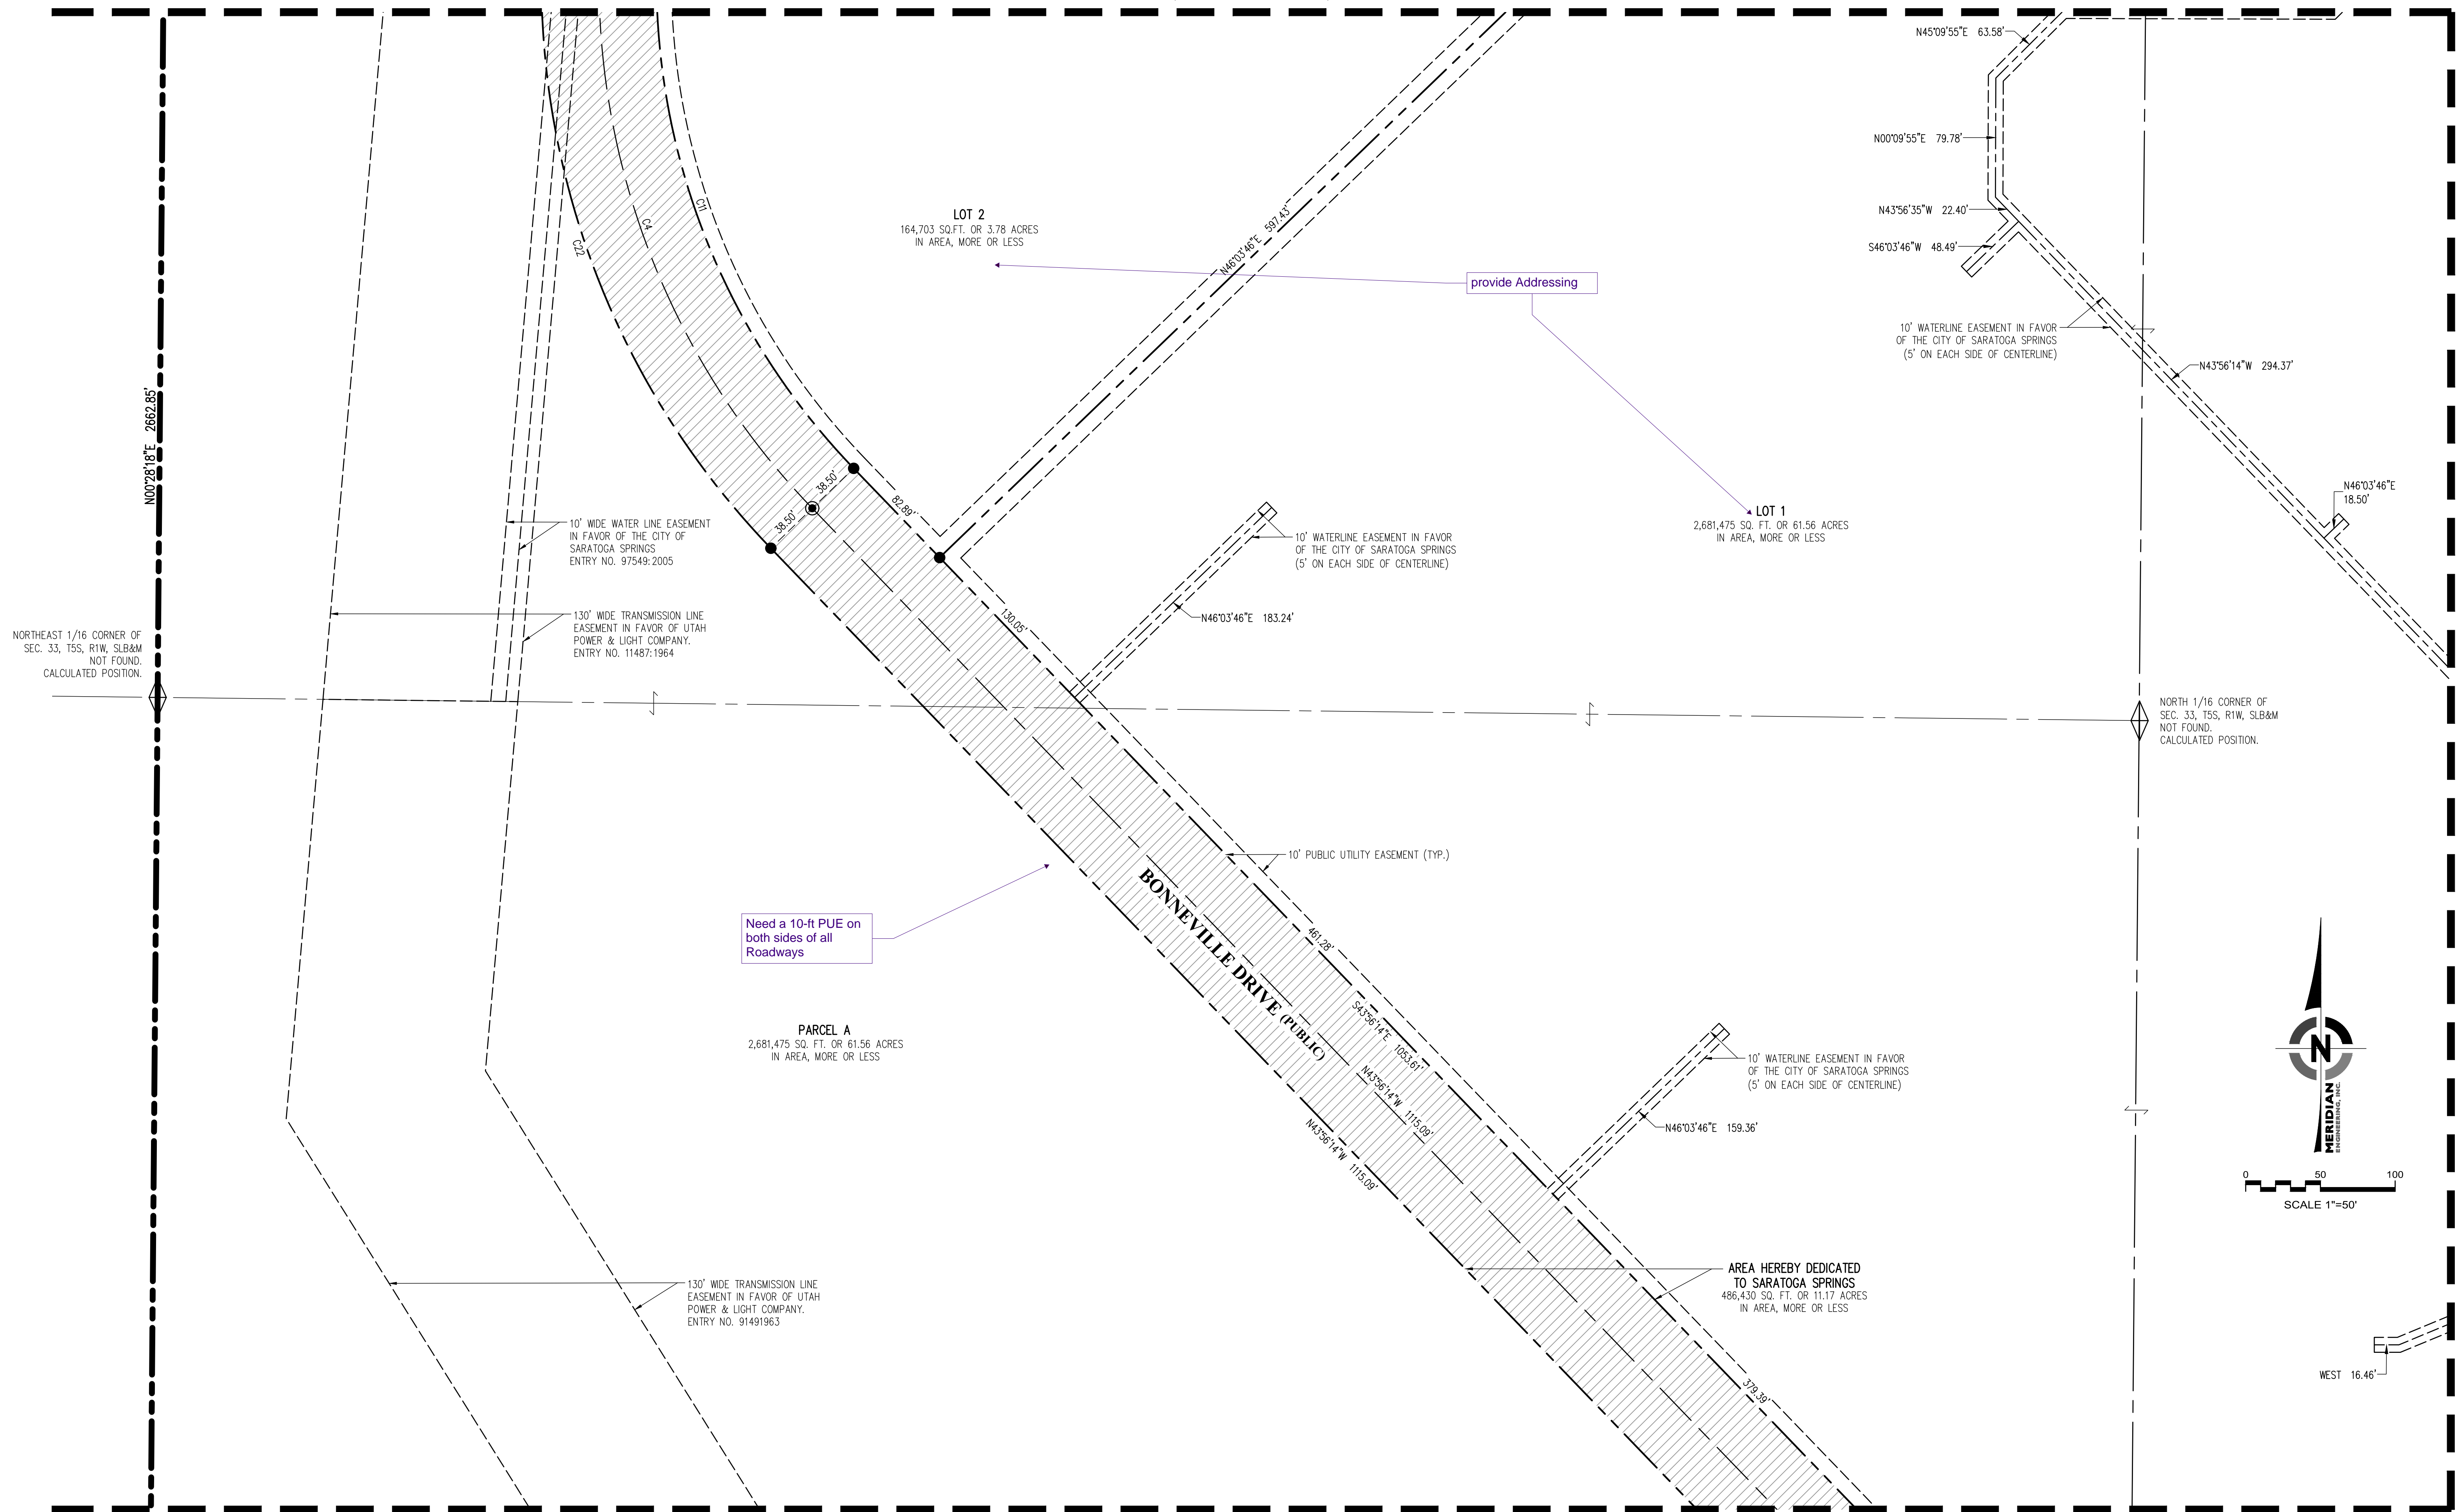 N45°09'55"E 63.58'
N00°09'55"E 79.78'
N43°56'35"W 22.40'
S46°03'46"W 48.49'
C11
C4
C22
LOT 2
164,703 SQ.FT. OR 3.78 ACRES
IN AREA, MORE OR LESS
N46°03'46"E 597.43'
provide Addressing
10' WATERLINE EASEMENT IN FAVOR
OF THE CITY OF SARATOGA SPRINGS
(5' ON EACH SIDE OF CENTERLINE)
N43°56'14"W 294.37'
N00°28'18"E 2662.85'
38.50'
38.50'
82.89'
N46°03'46"E
18.50'
LOT 1
2,681,475 SQ. FT. OR 61.56 ACRES
IN AREA, MORE OR LESS
10' WIDE WATER LINE EASEMENT
IN FAVOR OF THE CITY OF
SARATOGA SPRINGS
ENTRY NO. 97549:2005
10' WATERLINE EASEMENT IN FAVOR
OF THE CITY OF SARATOGA SPRINGS
(5' ON EACH SIDE OF CENTERLINE)
130' WIDE TRANSMISSION LINE
EASEMENT IN FAVOR OF UTAH
POWER & LIGHT COMPANY.
ENTRY NO. 11487:1964
130.05'
N46°03'46"E 183.24'
NORTHEAST 1/16 CORNER OF
SEC. 33, T5S, R1W, SLB&M
NOT FOUND.
CALCULATED POSITION.
NORTH 1/16 CORNER OF
SEC. 33, T5S, R1W, SLB&M
NOT FOUND.
CALCULATED POSITION.
10' PUBLIC UTILITY EASEMENT (TYP.)
BONNEVILLE DRIVE (PUBLIC)
Need a 10-ft PUE on
both sides of all
Roadways
461.28'
S43°56'14"E 1053.61'
N43°56'14"W 1115.09'
N43°56'14"W 1115.09'
PARCEL A
2,681,475 SQ. FT. OR 61.56 ACRES
IN AREA, MORE OR LESS
10' WATERLINE EASEMENT IN FAVOR
OF THE CITY OF SARATOGA SPRINGS
(5' ON EACH SIDE OF CENTERLINE)
N46°03'46"E 159.36'
N
MERIDIAN
ENGINEERING, INC.
0 50 100
SCALE 1"=50'
AREA HEREBY DEDICATED
TO SARATOGA SPRINGS
486,430 SQ. FT. OR 11.17 ACRES
IN AREA, MORE OR LESS
130' WIDE TRANSMISSION LINE
EASEMENT IN FAVOR OF UTAH
POWER & LIGHT COMPANY.
ENTRY NO. 91491963
379.39'
WEST 16.46'